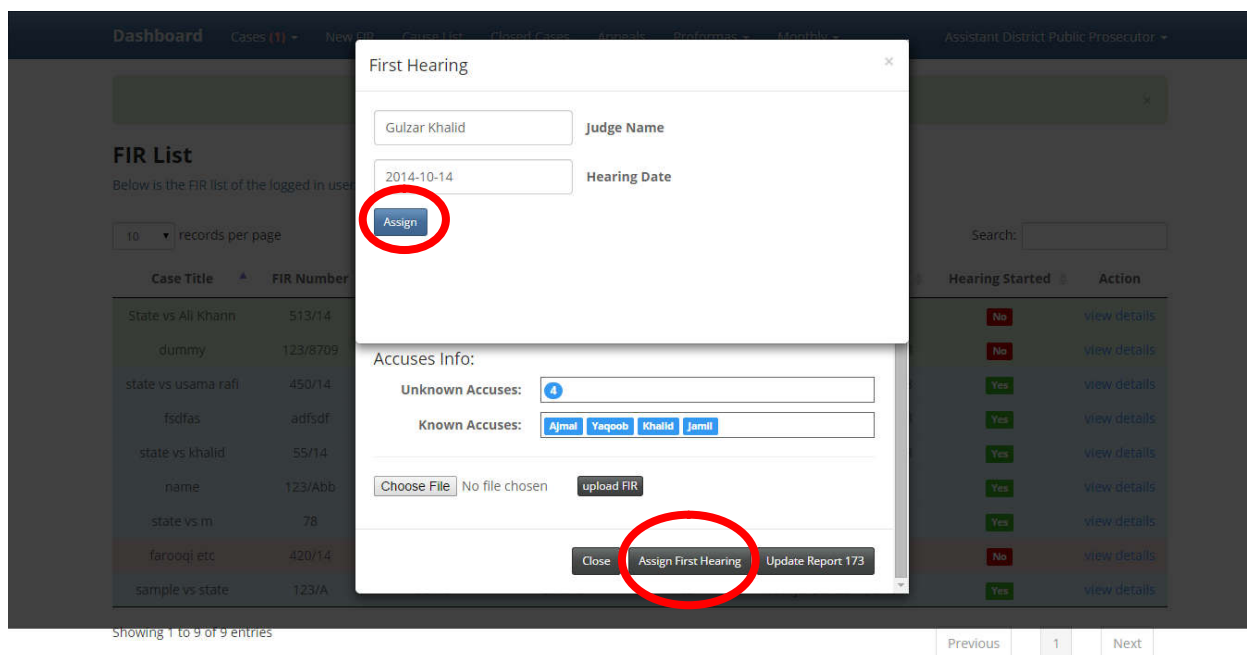 Dashboard Cases (1) New FIR Cause List Closed Cases Appeals Proformas Monthly Assistant District Public Prosecutor
First Hearing ×
×
Gulzar Khalid Judge Name
FIR List
2014-10-14 Hearing Date
Below is the FIR list of the logged in user
Assign
10 records per page Search:
Case Title FIR Number Hearing Started Action
State vs Ali Khann 513/14 No view details
dummy 123/8709 No view details
Accuses Info:
state vs usama rafi 450/14 Yes view details
Unknown Accuses: 4
fsdfas adfsdf Yes view details
Known Accuses: Ajmal Yaqoob Khalid Jamil
state vs khalid 55/14 Yes view details
name 123/Abb Yes view details
Choose File No file chosen upload FIR
state vs m 78 Yes view details
farooqi etc 420/14 No view details
Close Assign First Hearing Update Report 173
sample vs state 123/A Yes view details
Showing 1 to 9 of 9 entries
Previous 1 Next